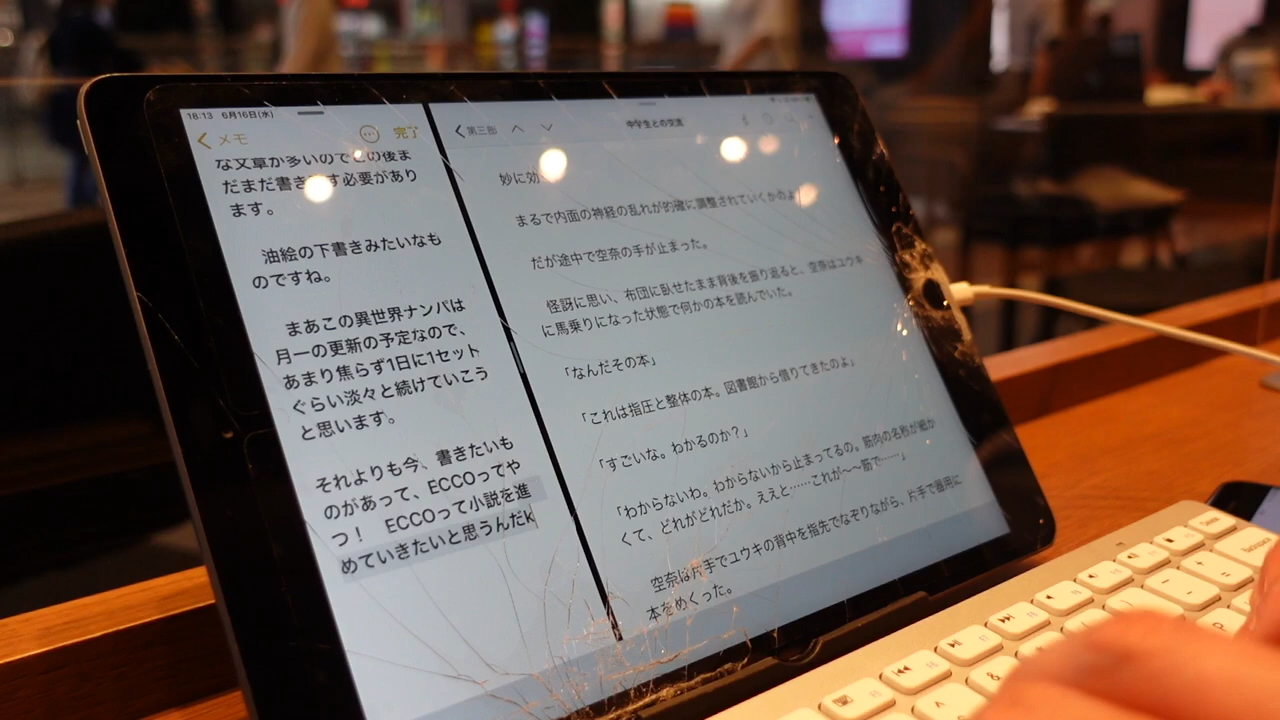 18:13 6月16日(水)
メモ
完了
な文章が多いのでこの後ま
だまだ書き す必要があり
ます。
油絵の下書きみたいなも
のですね。
まあこの異世界ナンパは
月一の更新の予定なので、
あまり焦らず1日に1セット
ぐらい淡々と続けていこう
と思います。
それよりも今、書きたいも
のがあって、ECCOってや
つ! ECCOって小説を進
めていきたいと思うんだk
第三部
中学生との交流
妙に効
まるで内面の神経の乱れが的確に調整されていくかのよ
だが途中で空奈の手が止まった。
怪訝に思い、布団に臥せたまま背後を振り返ると、空奈はユウキ
に馬乗りになった状態で何かの本を読んでいた。
「なんだその本」
「これは指圧と整体の本。図書館から借りてきたのよ」
「すごいな。わかるのか?」
「わからないわ。わからないから止まってるの。筋肉の名称が細か
くて、どれがどれだか。ええと……これが〜〜筋で……」
空奈は片手でユウキの背中を指先でなぞりながら、片手で器用に
本をめくった。
Delete
Backspace